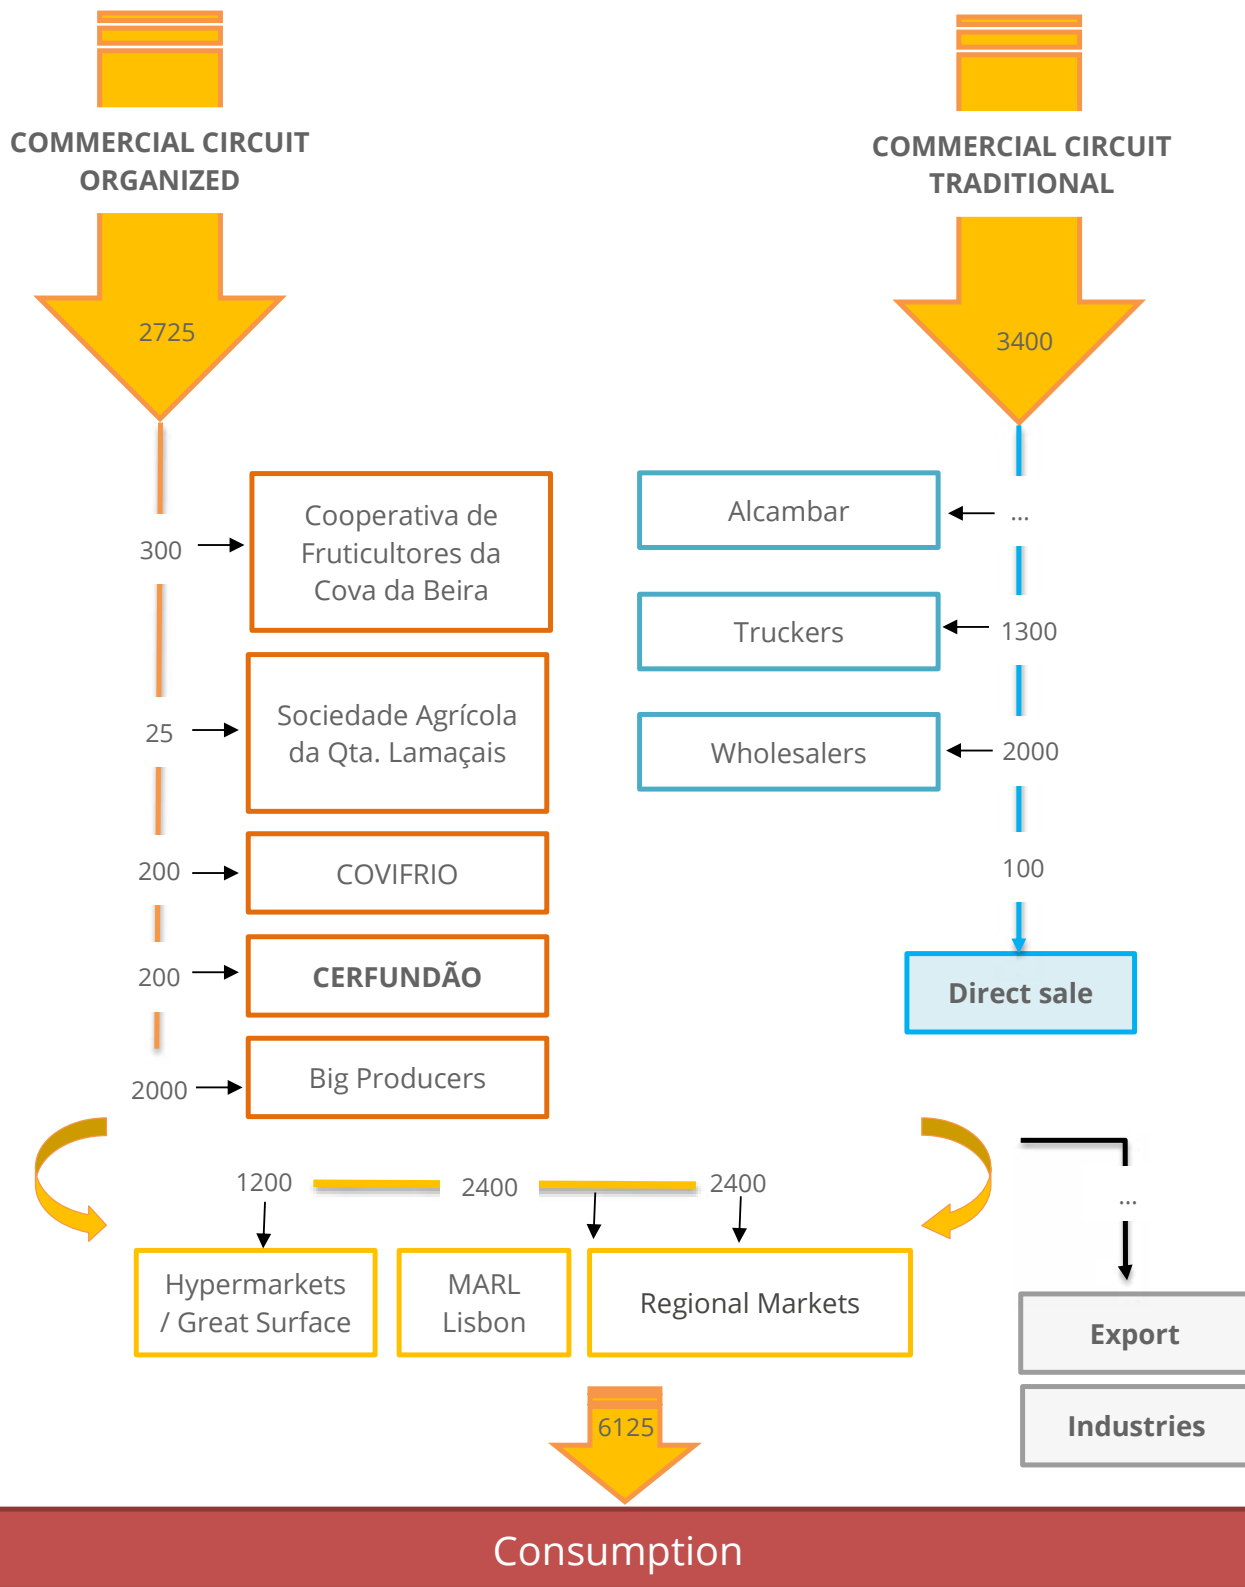 COMMERCIAL CIRCUIT
ORGANIZED
2725
300
Cooperativa de
Fruticultores da
Cova da Beira
25
Sociedade Agrícola
da Qta. Lamaçais
200
COVIFRIO
200
CERFUNDÃO
2000
Big Producers
COMMERCIAL CIRCUIT
TRADITIONAL
3400
Alcambar
...
Truckers
1300
Wholesalers
2000
100
Direct sale
1200
2400
2400
Hypermarkets
/ Great Surface
MARL
Lisbon
Regional Markets
...
Export
Industries
6125
Consumption